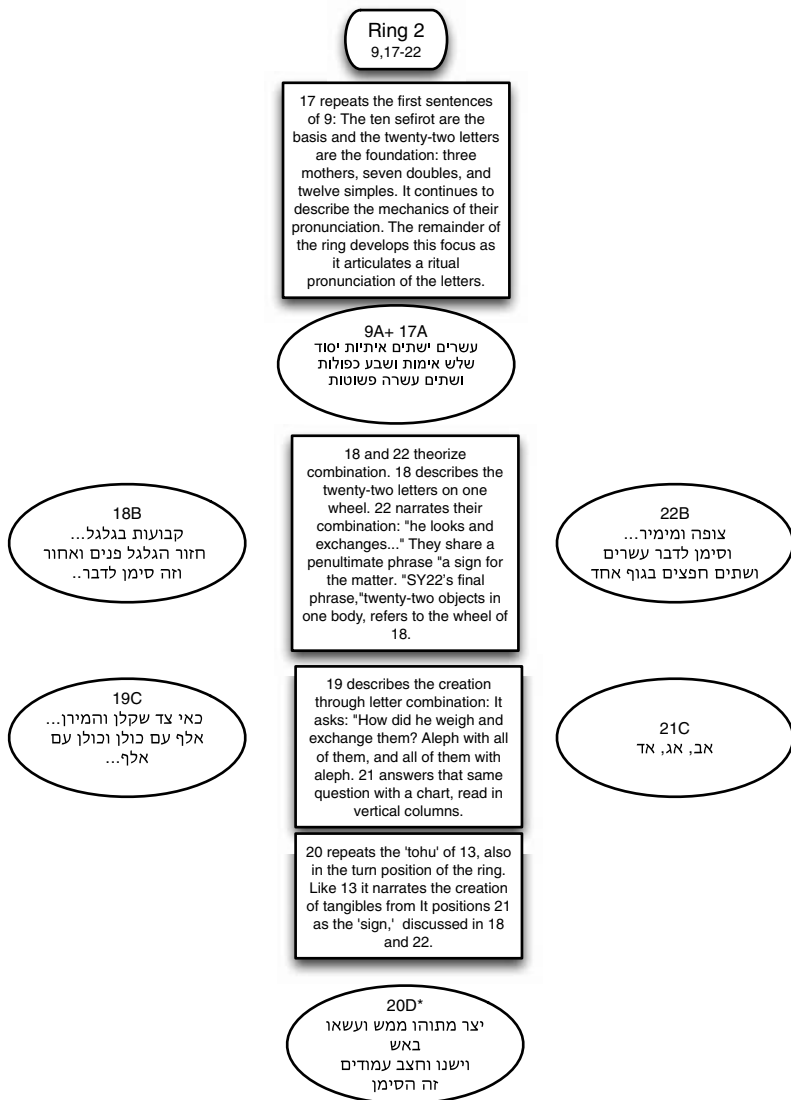 Ring 2
9,17-22
17 repeats the first sentences
of 9: The ten sefirot are the
basis and the twenty-two letters
are the foundation: three
mothers, seven doubles, and
twelve simples. It continues to
describe the mechanics of their
pronunciation. The remainder of
the ring develops this focus as
it articulates a ritual
pronunciation of the letters.
9A+ 17A
עשרים ישתים איתיות יסוד
שלש אימות ושבע כפולות
ושתים עשרה פשוטות
18 and 22 theorize
combination. 18 describes the
twenty-two letters on one
wheel. 22 narrates their
combination: "he looks and
exchanges..." They share a
penultimate phrase "a sign for
the matter. "SY22's final
phrase,"twenty-two objects in
one body, refers to the wheel of
18.
18B
קבועות בגלגל...
חזור הגלגל פנים ואחור
וזה סימן לדבר..
22B
צופה ומימיר...
וסימן לדבר עשרים
ושתים חפצים בגוף אחד
19 describes the creation
through letter combination: It
asks: "How did he weigh and
exchange them? Aleph with all
of them, and all of them with
aleph. 21 answers that same
question with a chart, read in
vertical columns.
19C
כאי צד שקלן והמירן...
אלף עם כולן וכולן עם
אלף...
21C
אב, אג, אד
20 repeats the 'tohu' of 13, also
in the turn position of the ring.
Like 13 it narrates the creation
of tangibles from It positions 21
as the 'sign,' discussed in 18
and 22.
20D*
יצר מתוהו ממש ועשאו
באש
וישנו וחצב עמודים
זה הסימן